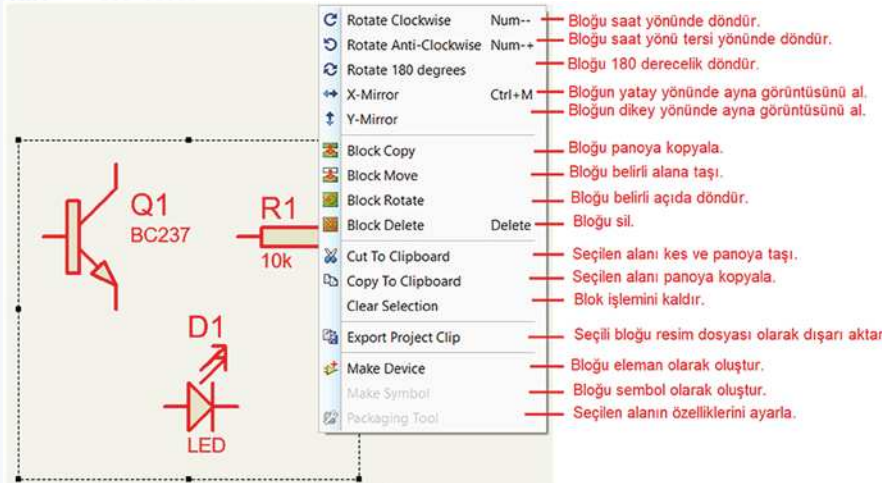 Rotate Clockwise Num-- Bloğu saat yönünde döndür.
Rotate Anti-Clockwise Num-+ Bloğu saat yönü tersi yönünde döndür.
Rotate 180 degrees Bloğu 180 derecelik döndür.
X-Mirror Ctrl+M Bloğun yatay yönünde ayna görüntüsünü al.
Y-Mirror Bloğun dikey yönünde ayna görüntüsünü al.
Block Copy Bloğu panoya kopyala.
Block Move Bloğu belirli alana taşı.
Block Rotate Bloğu belirli açıda döndür.
Block Delete Delete Bloğu sil.
Cut To Clipboard Seçilen alanı kes ve panoya taşı.
Copy To Clipboard Seçilen alanı panoya kopyala.
Clear Selection Blok işlemini kaldır.
Export Project Clip Seçili bloğu resim dosyası olarak dışarı aktar
Make Device Bloğu eleman olarak oluştur.
Make Symbol Bloğu sembol olarak oluştur.
Packaging Tool Seçilen alanın özelliklerini ayarla.
Q1
BC237
R1
10k
D1
LED